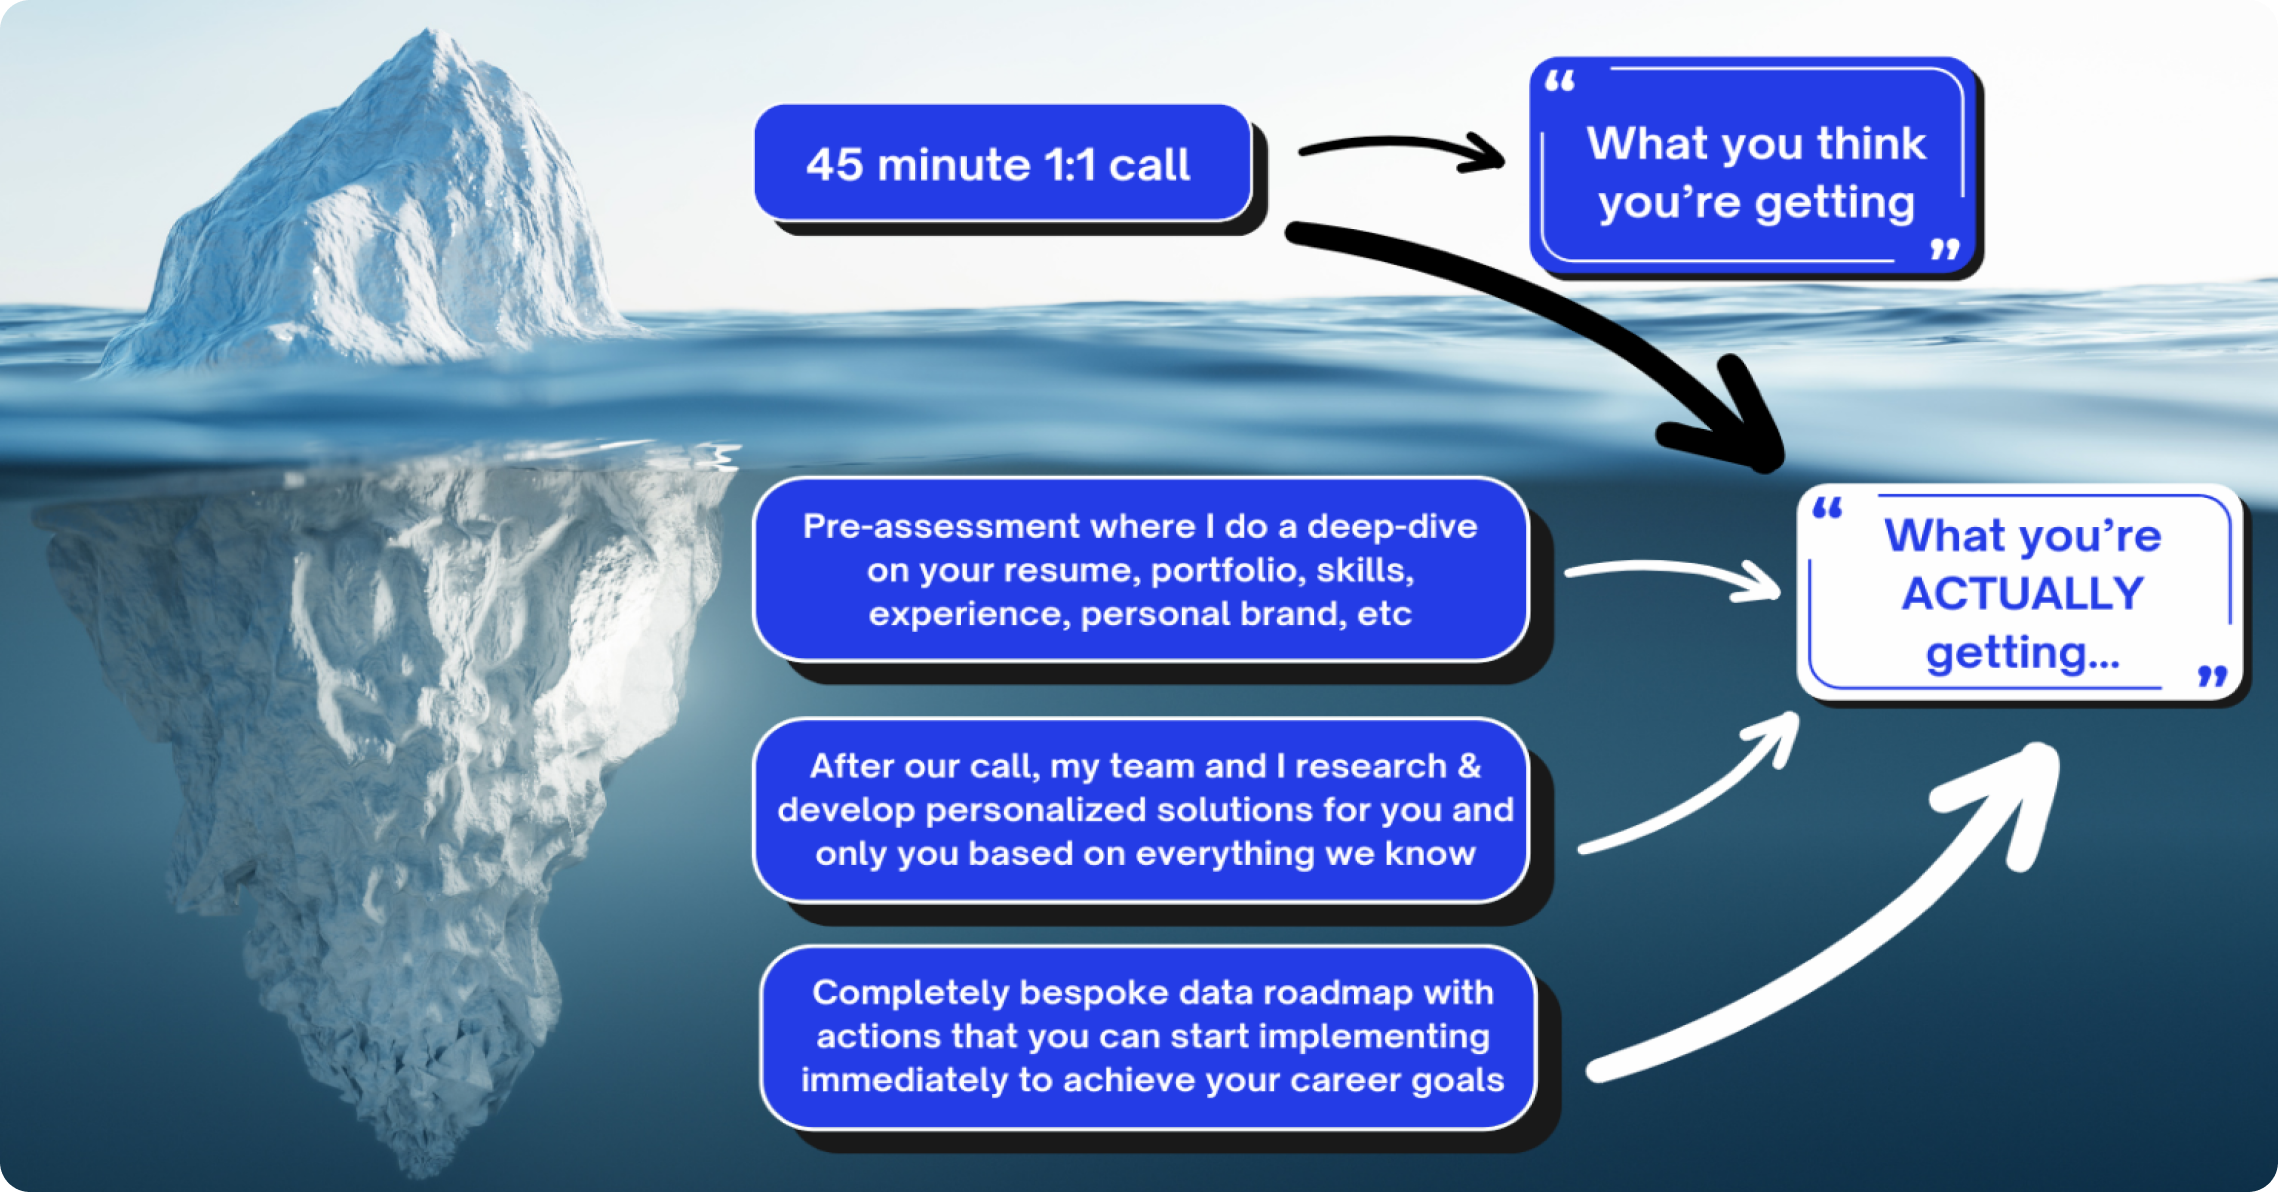 45 minute 1:1 call
“
What you think
you’re getting
”
Pre-assessment where I do a deep-dive
on your resume, portfolio, skills,
experience, personal brand, etc
“
What you’re
ACTUALLY
getting...
”
After our call, my team and I research &
develop personalized solutions for you and
only you based on everything we know
Completely bespoke data roadmap with
actions that you can start implementing
immediately to achieve your career goals